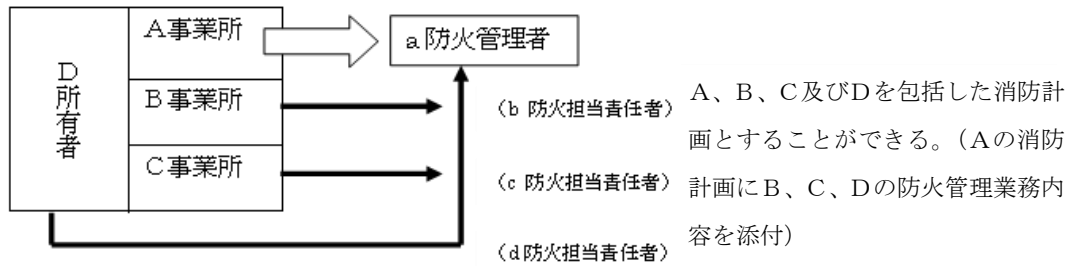 D所有者
A事業所
B事業所
C事業所
a防火管理者
(b 防火担当責任者)
(c 防火担当責任者)
(d防火担当責任者)
A、B、C及びDを包括した消防計
画とすることができる。(Aの消防
計画にB、C、Dの防火管理業務内
容を添付)